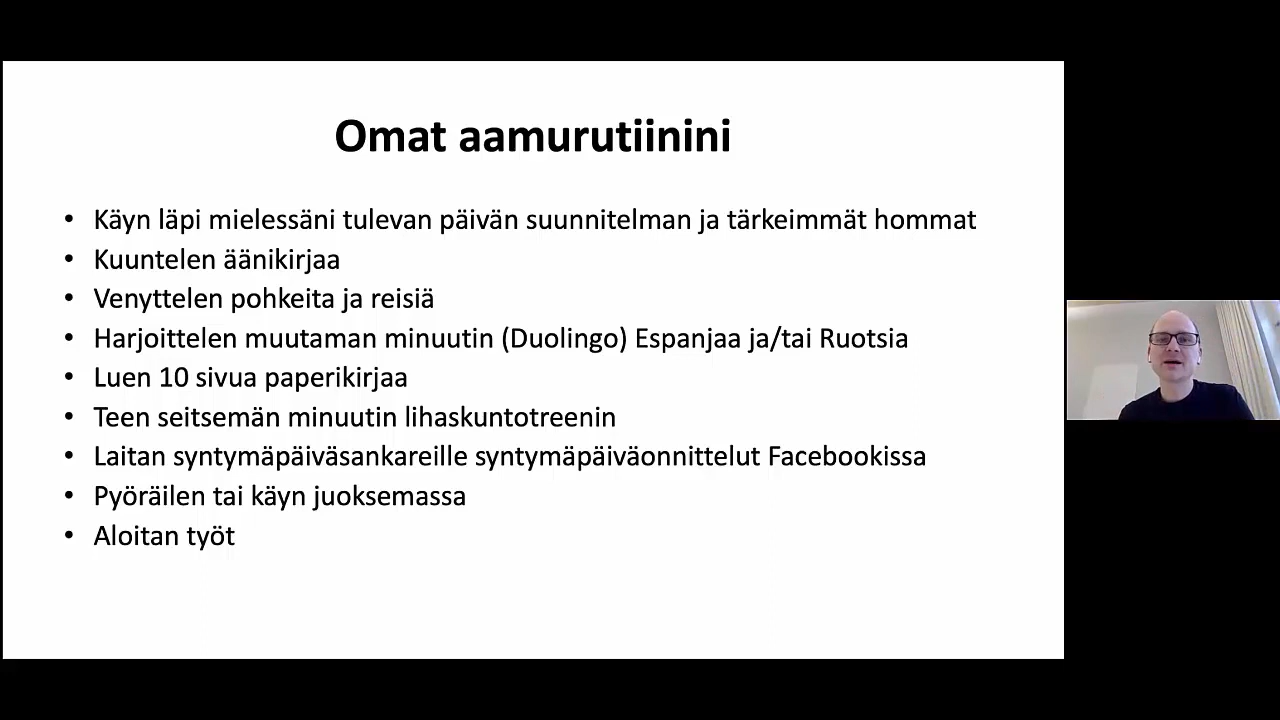 Omat aamurutiinini
• Käyn läpi mielessäni tulevan päivän suunnitelman ja tärkeimmät hommat
• Kuuntelen äänikirjaa
• Venyttelen pohkeita ja reisiä
• Harjoittelen muutaman minuutin (Duolingo) Espanjaa ja/tai Ruotsia
• Luen 10 sivua paperikirjaa
• Teen seitsemän minuutin lihaskuntotreenin
• Laitan syntymäpäiväsankareille syntymäpäiväonnittelut Facebookissa
• Pyöräilen tai käyn juoksemassa
• Aloitan työt